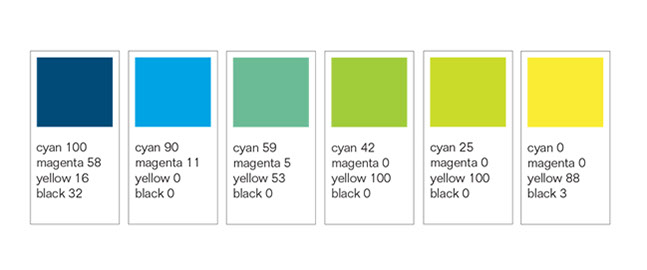 cyan 100
magenta 58
yellow 16
black 32
cyan 90
magenta 11
yellow 0
black 0
cyan 59
magenta 5
yellow 53
black 0
cyan 42
magenta 0
yellow 100
black 0
cyan 25
magenta 0
yellow 100
black 0
cyan 0
magenta 0
yellow 88
black 3